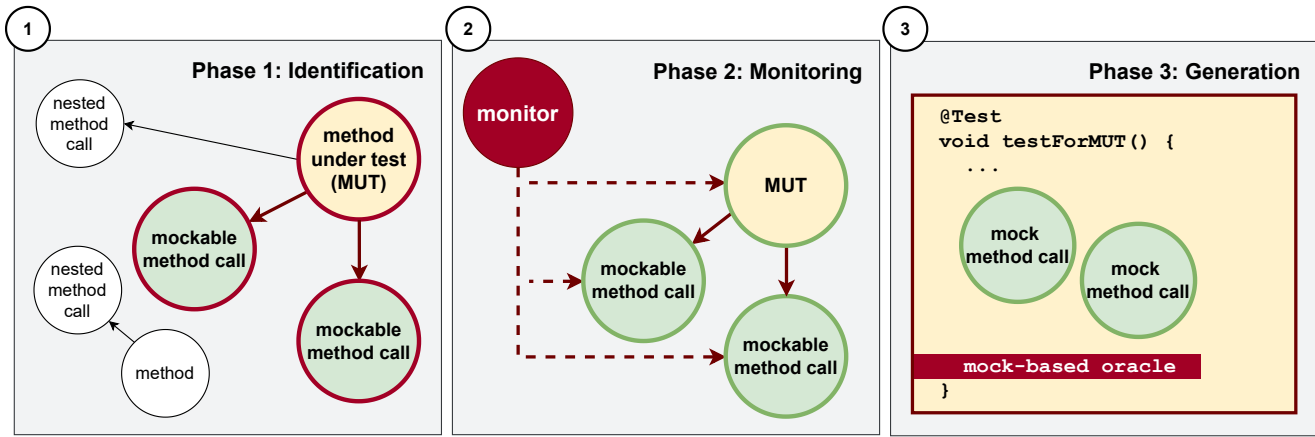 1
Phase 1: Identification
nested
method
call
method
under test
(MUT)
mockable
method call
nested
method
call
mockable
method call
method
2
Phase 2: Monitoring
monitor
MUT
mockable
method call
mockable
method call
3
Phase 3: Generation
@Test
void testForMUT() {
...
mock
method call
mock
method call
mock-based oracle
}